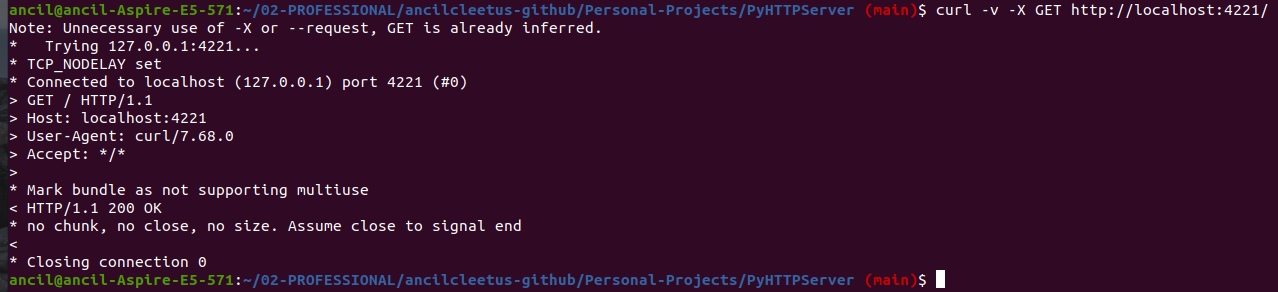 ancil@ancil-Aspire-E5-571:~/02-PROFESSIONAL/ancilcleetus-github/Personal-Projects/PyHTTPServer (main)$ curl -v -X GET http://localhost:4221/
Note: Unnecessary use of -X or --request, GET is already inferred.
*   Trying 127.0.0.1:4221...
* TCP_NODELAY set
* Connected to localhost (127.0.0.1) port 4221 (#0)
> GET / HTTP/1.1
> Host: localhost:4221
> User-Agent: curl/7.68.0
> Accept: */*
>
* Mark bundle as not supporting multiuse
< HTTP/1.1 200 OK
* no chunk, no close, no size. Assume close to signal end
<
* Closing connection 0
ancil@ancil-Aspire-E5-571:~/02-PROFESSIONAL/ancilcleetus-github/Personal-Projects/PyHTTPServer (main)$